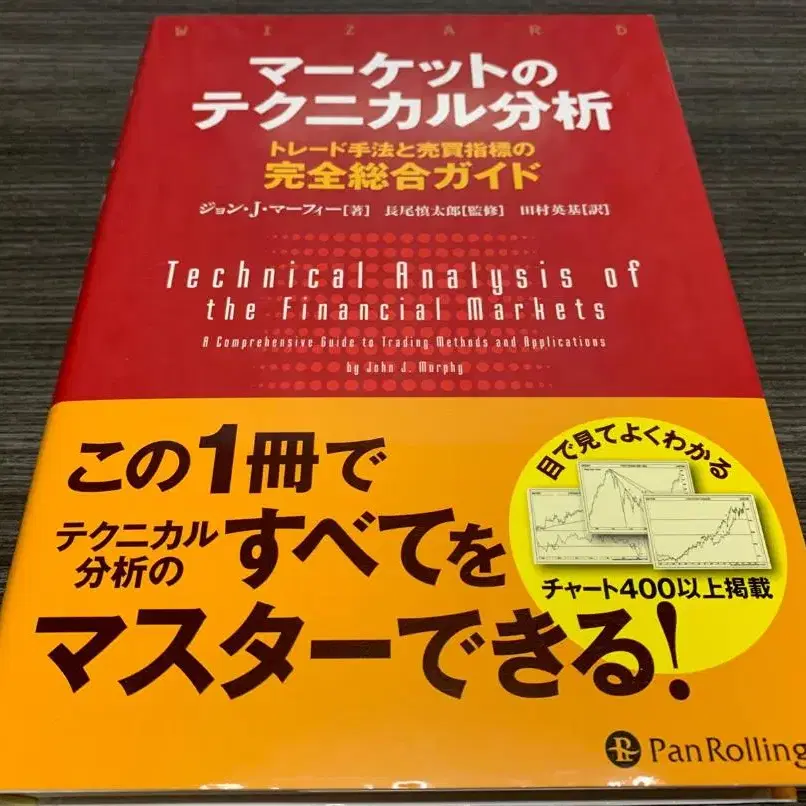 WIZARD
マーケットの
テクニカル分析
トレード手法と売買指標の
完全総合ガイド
ジョン・J・マーフィー[著] 長尾慎太郎[監修] 田村英基[訳]
Technical Analysis of
the Financial Markets
A Comprehensive Guide to Trading Methods and Applications
by John J. Murphy
この1冊で
テクニカル
分析の
すべてを
マスターできる!
目で見てよくわかる
チャート400以上掲載
PanRolling